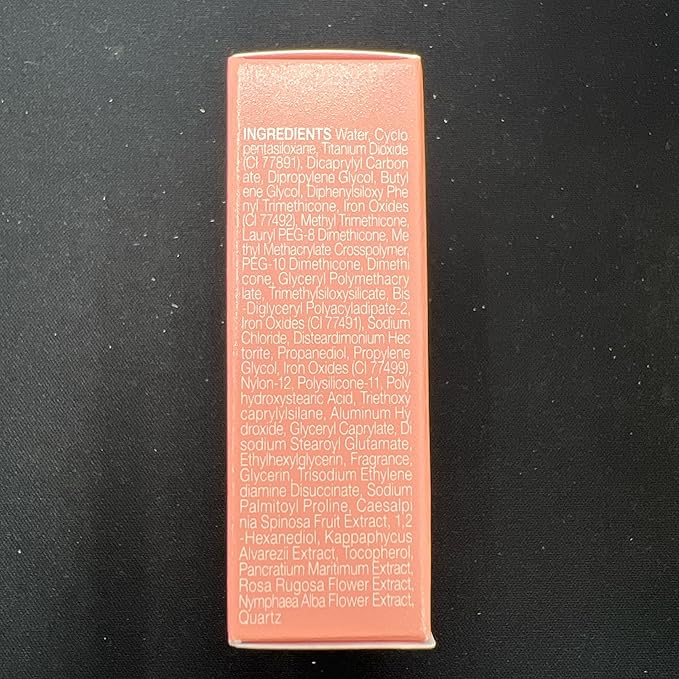 INGREDIENTS Water, Cyclo
pentasiloxane, Titanium Dioxide
(CI 77891), Dicaprylyl Carbon
ate, Dipropylene Glycol, Butyl
ene Glycol, Diphenylsiloxy Phe
nyl Trimethicone, Iron Oxides
(CI 77492), Methyl Trimethicone,
Lauryl PEG-8 Dimethicone, Me
thyl Methacrylate Crosspolymer,
PEG-10 Dimethicone, Dimethi
cone, Glyceryl Polymethacry
late, Trimethylsiloxysilicate, Bis
-Diglyceryl Polyacyladipate-2,
Iron Oxides (CI 77491), Sodium
Chloride, Disteardimonium Hec
torite, Propanediol, Propylene
Glycol, Iron Oxides (CI 77499),
Nylon-12, Polysilicone-11, Poly
hydroxystearic Acid, Triethoxy
caprylylsilane, Aluminum Hy
droxide, Glyceryl Caprylate, Di
sodium Stearoyl Glutamate,
Ethylhexylglycerin, Fragrance,
Glycerin, Trisodium Ethylene
diamine Disuccinate, Sodium
Palmitoyl Proline, Caesalpi
nia Spinosa Fruit Extract, 1,2
-Hexanediol, Kappaphycus
Alvarezii Extract, Tocopherol,
Pancratium Maritimum Extract,
Rosa Rugosa Flower Extract,
Nymphaea Alba Flower Extract,
Quartz